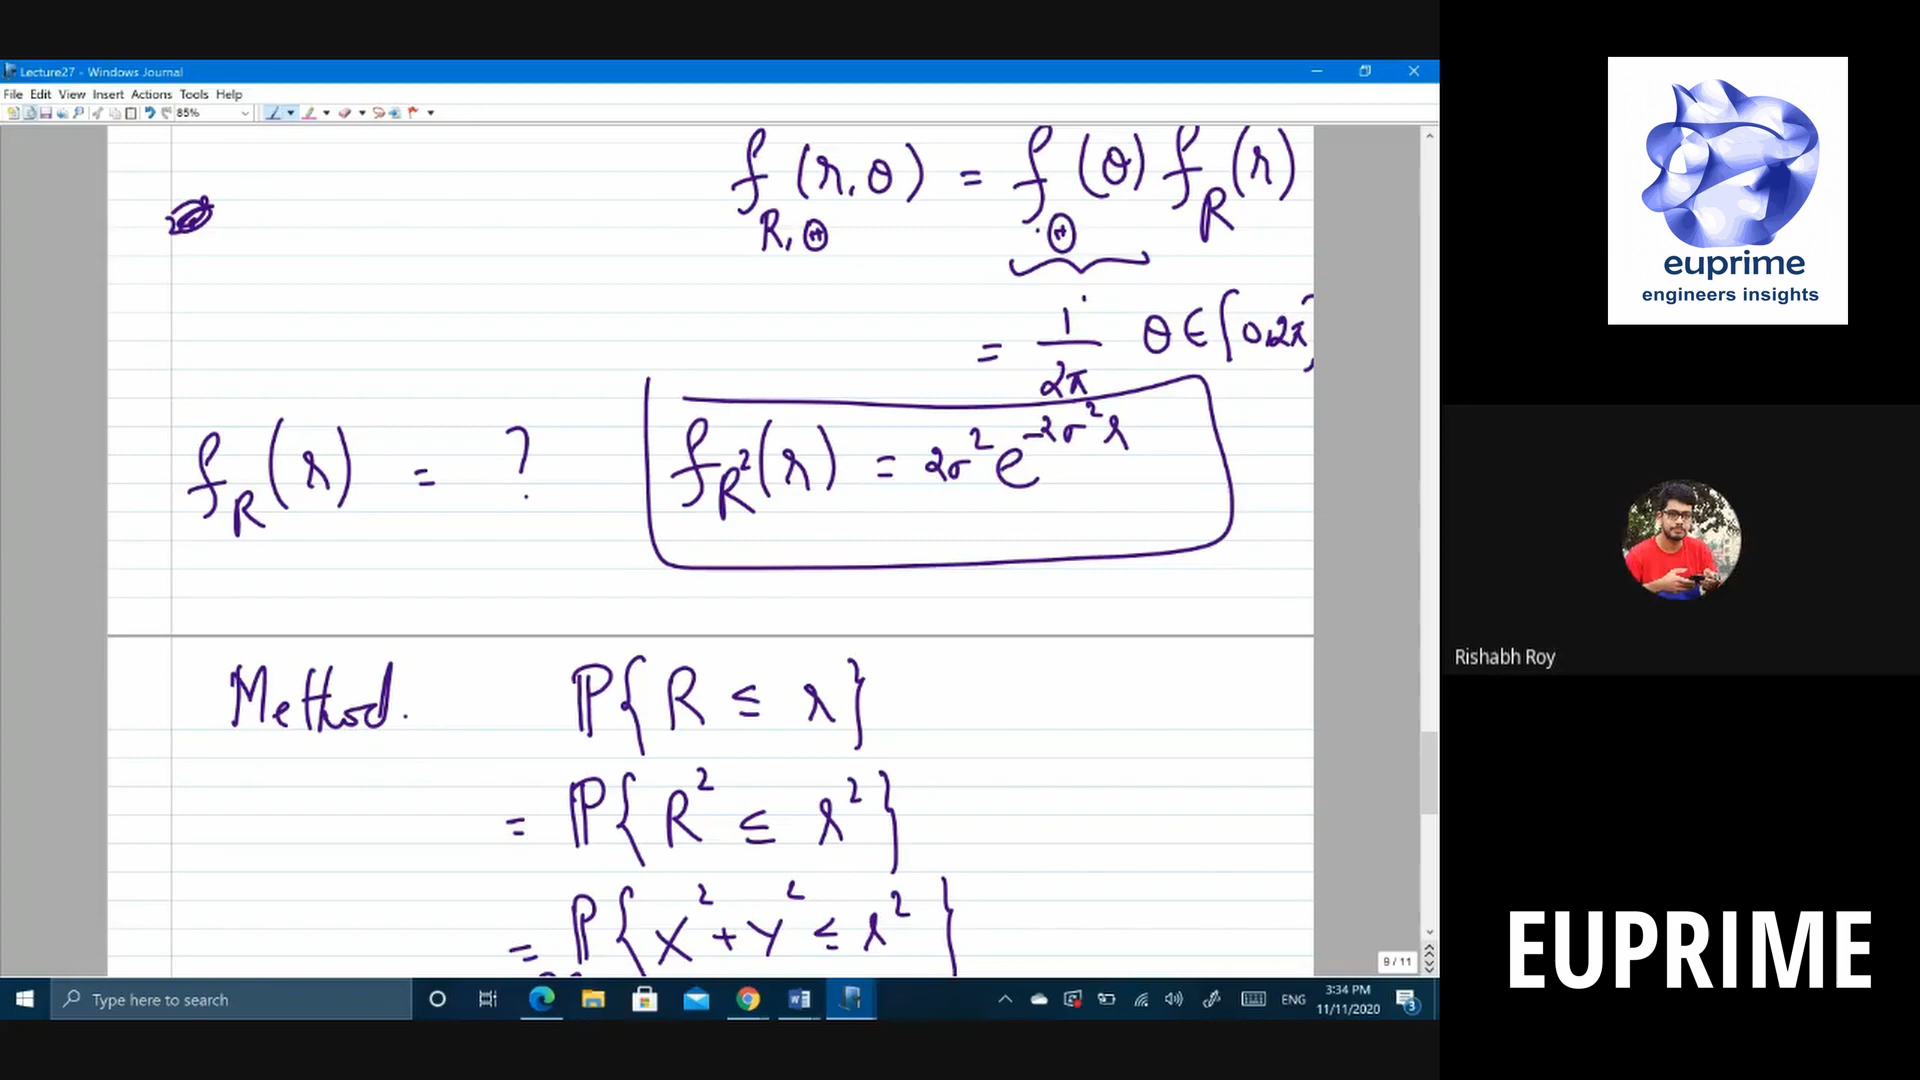 Lecture27 - Windows Journal
File Edit View Insert Actions Tools Help
85%
f_{R,Θ}(r,θ) = f_Θ(θ) f_R(r)
= 1/2π θ ∈ [0,2π]
f_R(r) = ?
f_{R²}(r) = 2σ² e^{-2σ²r}
Method. ℙ{R ≤ r}
= ℙ{R² ≤ r²}
= ℙ{X² + Y² ≤ r²}
9 / 11
Type here to search
ENG
3:34 PM
11/11/2020
3
euprime
engineers insights
Rishabh Roy
EUPRIME